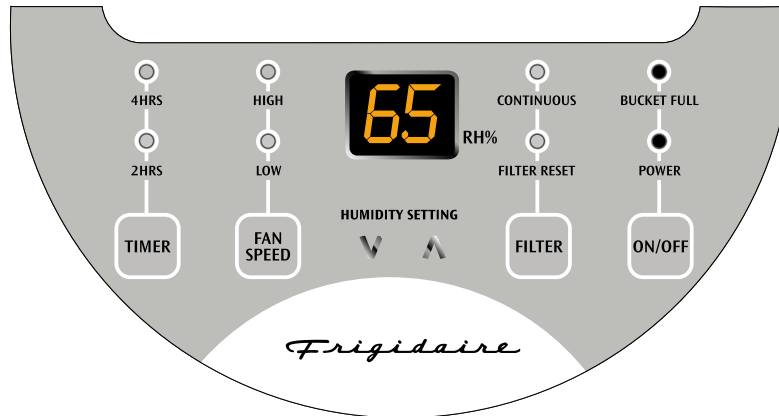 4HRS
HIGH
65
RH%
CONTINUOUS
BUCKET FULL
2HRS
LOW
FILTER RESET
POWER
HUMIDITY SETTING
TIMER
FAN
SPEED
FILTER
ON/OFF
Frigidaire